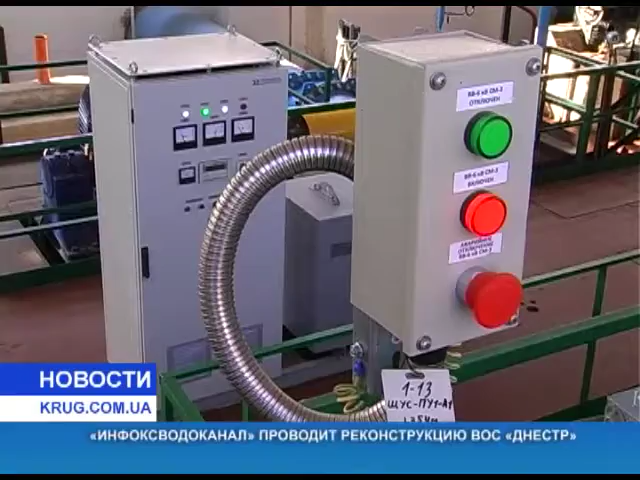 ВВ-6 кВ СМ-3
ОТКЛЮЧЕН
ВВ-6 кВ СМ-3
ВКЛЮЧЕН
АВАРИЙНОЕ
ОТКЛЮЧЕНИЕ
ВВ-6 кВ СМ-3
1-13
ЩУС-ПУ1-А1
НОВОСТИ
KRUG.COM.UA
«ИНФОКСВОДОКАНАЛ» ПРОВОДИТ РЕКОНСТРУКЦИЮ ВОС «ДНЕСТР»